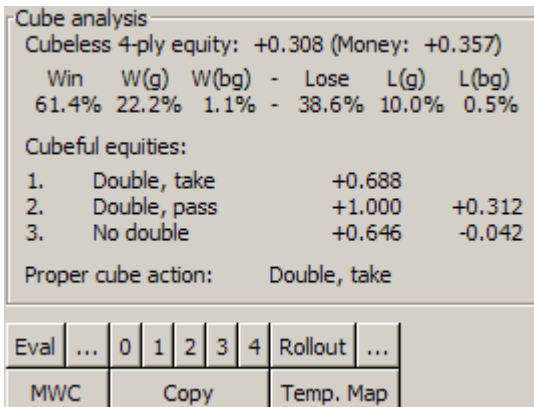 Cube analysis
Cubeless 4-ply equity: +0.308 (Money: +0.357)
Win W(g) W(bg) - Lose L(g) L(bg)
61.4% 22.2% 1.1% - 38.6% 10.0% 0.5%
Cubeful equities:
1. Double, take +0.688
2. Double, pass +1.000 +0.312
3. No double +0.646 -0.042
Proper cube action: Double, take
Eval ... 0 1 2 3 4 Rollout ...
MWC Copy Temp. Map